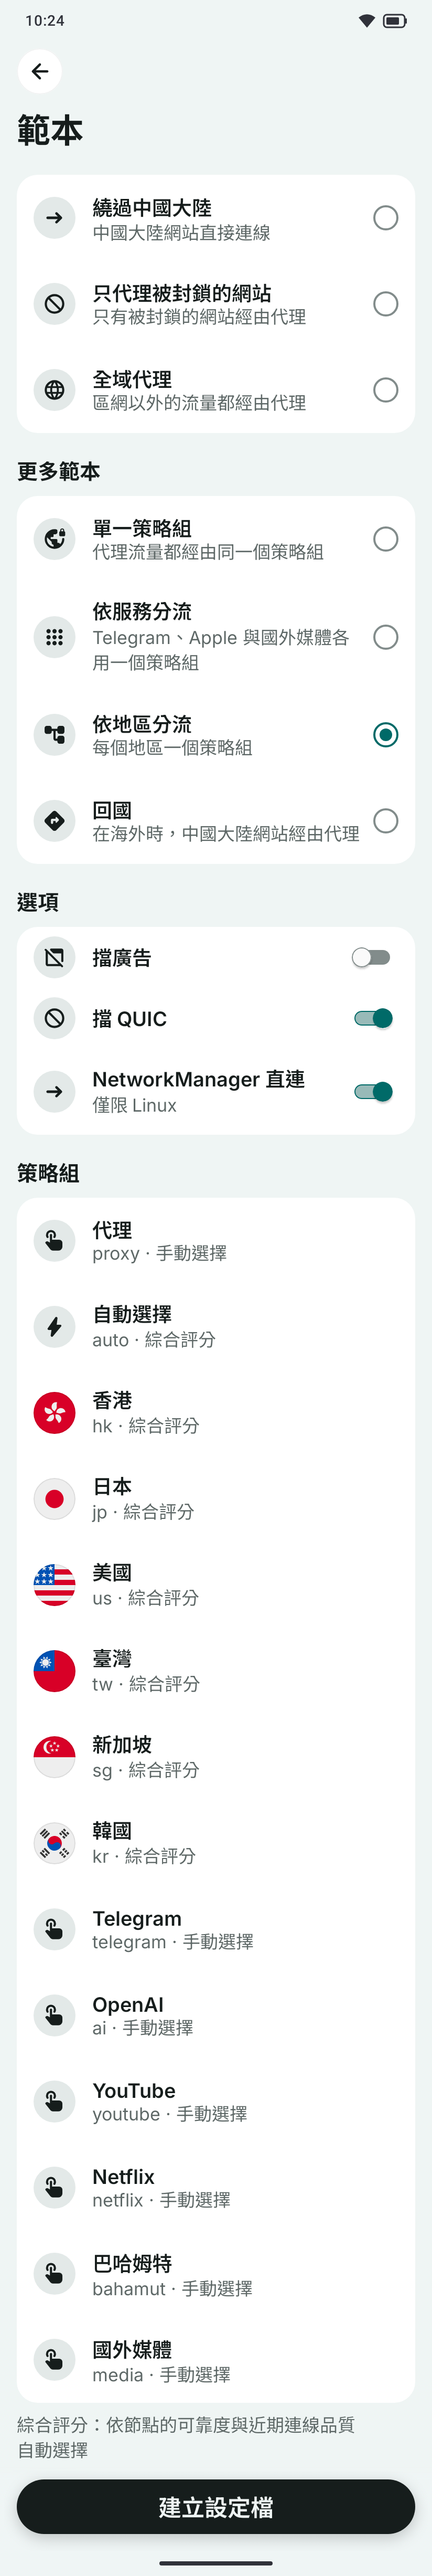 10:24
範本
繞過中國大陸
中國大陸網站直接連線
只代理被封鎖的網站
只有被封鎖的網站經由代理
全域代理
區網以外的流量都經由代理
更多範本
單一策略組
代理流量都經由同一個策略組
依服務分流
Telegram、Apple 與國外媒體各
用一個策略組
依地區分流
每個地區一個策略組
回國
在海外時，中國大陸網站經由代理
選項
擋廣告
擋 QUIC
NetworkManager 直連
僅限 Linux
策略組
代理
proxy · 手動選擇
自動選擇
auto · 綜合評分
香港
hk · 綜合評分
日本
jp · 綜合評分
美國
us · 綜合評分
臺灣
tw · 綜合評分
新加坡
sg · 綜合評分
韓國
kr · 綜合評分
Telegram
telegram · 手動選擇
OpenAI
ai · 手動選擇
YouTube
youtube · 手動選擇
Netflix
netflix · 手動選擇
巴哈姆特
bahamut · 手動選擇
國外媒體
media · 手動選擇
綜合評分：依節點的可靠度與近期連線品質
自動選擇
建立設定檔